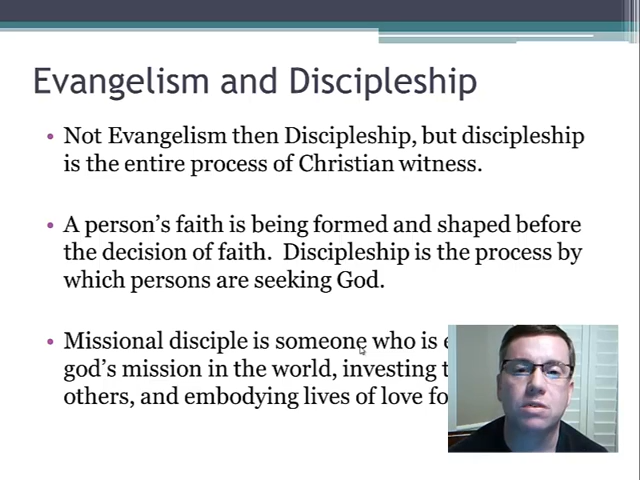 Evangelism and Discipleship
• Not Evangelism then Discipleship, but discipleship
is the entire process of Christian witness.
• A person's faith is being formed and shaped before
the decision of faith.  Discipleship is the process by
which persons are seeking God.
• Missional disciple is someone who is
god's mission in the world, investing
others, and embodying lives of love